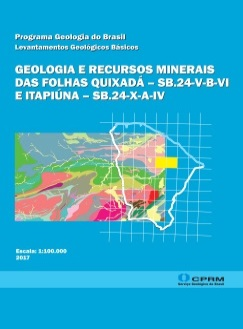 Programa Geologia do Brasil
Levantamentos Geológicos Básicos
GEOLOGIA E RECURSOS MINERAIS
DAS FOLHAS QUIXADÁ – SB.24-V-B-VI
E ITAPIÚNA – SB.24-X-A-IV
Escala: 1:100.000
2017
CPRM
Serviço Geológico do Brasil